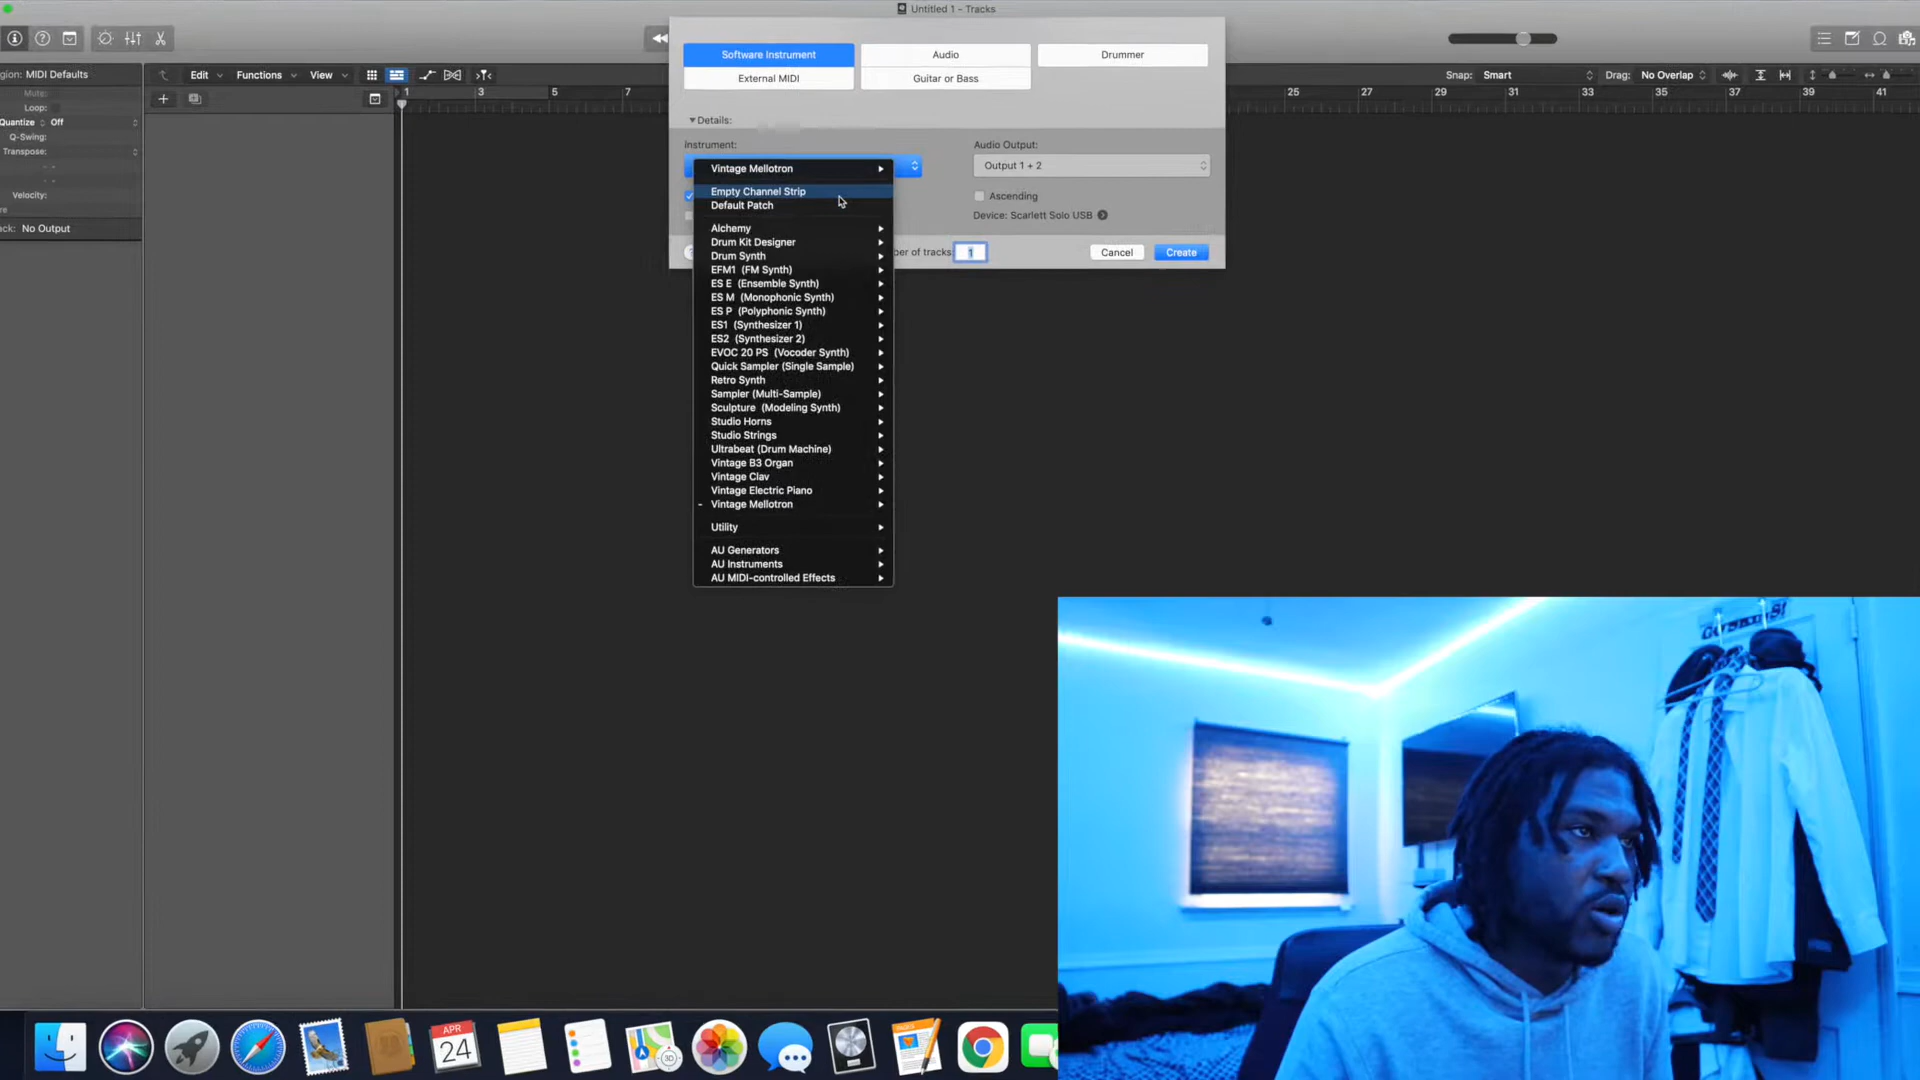 Untitled 1 - Tracks
Software Instrument
Audio
Drummer
External MIDI
Guitar or Bass
gion: MIDI Defaults
Edit
Functions
View
Snap: Smart
Drag: No Overlap
Mute:
Loop:
Quantize
Off
Q-Swing:
Transpose:
Velocity:
ck: No Output
1
3
5
7
25
27
29
31
33
35
37
39
41
Details:
Instrument:
Audio Output:
Output 1 + 2
Ascending
Device: Scarlett Solo USB
ber of tracks:
1
Cancel
Create
Vintage Mellotron
Empty Channel Strip
Default Patch
Alchemy
Drum Kit Designer
Drum Synth
EFM1 (FM Synth)
ES E (Ensemble Synth)
ES M (Monophonic Synth)
ES P (Polyphonic Synth)
ES1 (Synthesizer 1)
ES2 (Synthesizer 2)
EVOC 20 PS (Vocoder Synth)
Quick Sampler (Single Sample)
Retro Synth
Sampler (Multi-Sample)
Sculpture (Modeling Synth)
Studio Horns
Studio Strings
Ultrabeat (Drum Machine)
Vintage B3 Organ
Vintage Clav
Vintage Electric Piano
- Vintage Mellotron
Utility
AU Generators
AU Instruments
AU MIDI-controlled Effects
APR
24
3D
PAGES